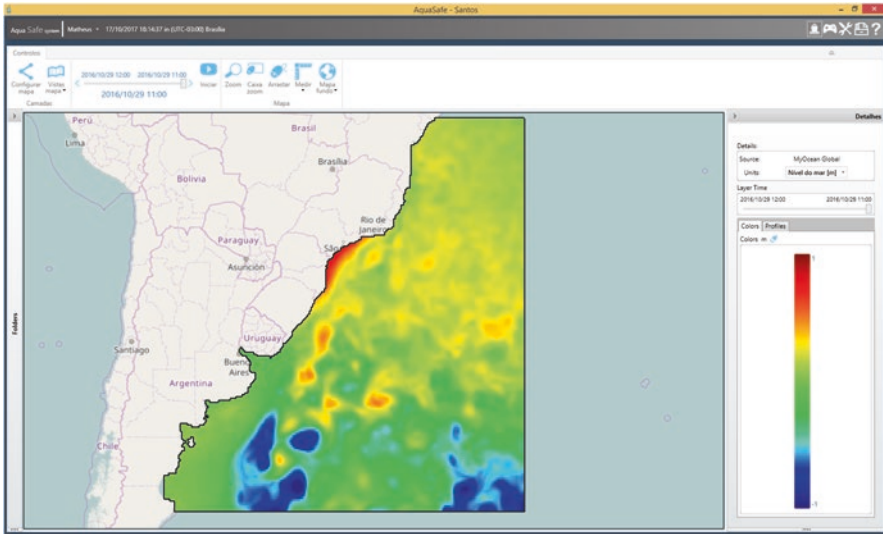 AquaSafe - Santos
Aqua Safe system Matheus 17/10/2017 18:14:37 in (UTC-03:00) Brasília
Controlos
Configurar mapa
Vistas mapa
2016/10/29 12:00 2016/10/29 11:00
2016/10/29 11:00
Iniciar
Zoom
Caixa zoom
Arrastar
Medir
Mapa fundo
Camadas
Mapa
Detalhes
Folders
Perú
Lima
Brasil
Brasília
Bolivia
Rio de Janeiro
São
Paraguay
Asunción
Uruguay
Santiago
Buenos Aires
Argentina
Chile
Details:
Source: MyOcean Global
Units: Nível do mar [m]
Layer Time
2016/10/29 12:00 2016/10/29 11:00
Colors Profiles
Colors m
1
-1